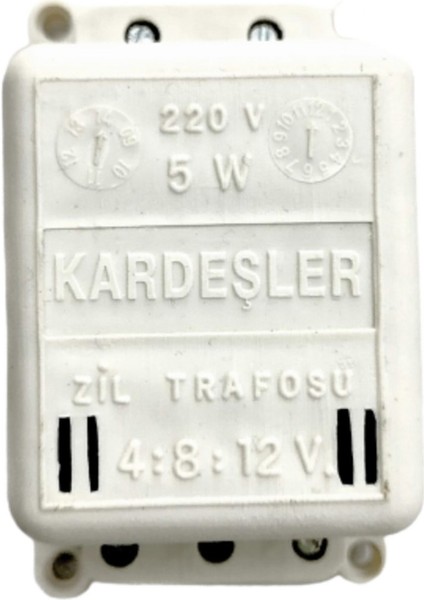 220 V
5 W
KARDEŞLER
ZİL TRAFOSU
4:8:12 V.